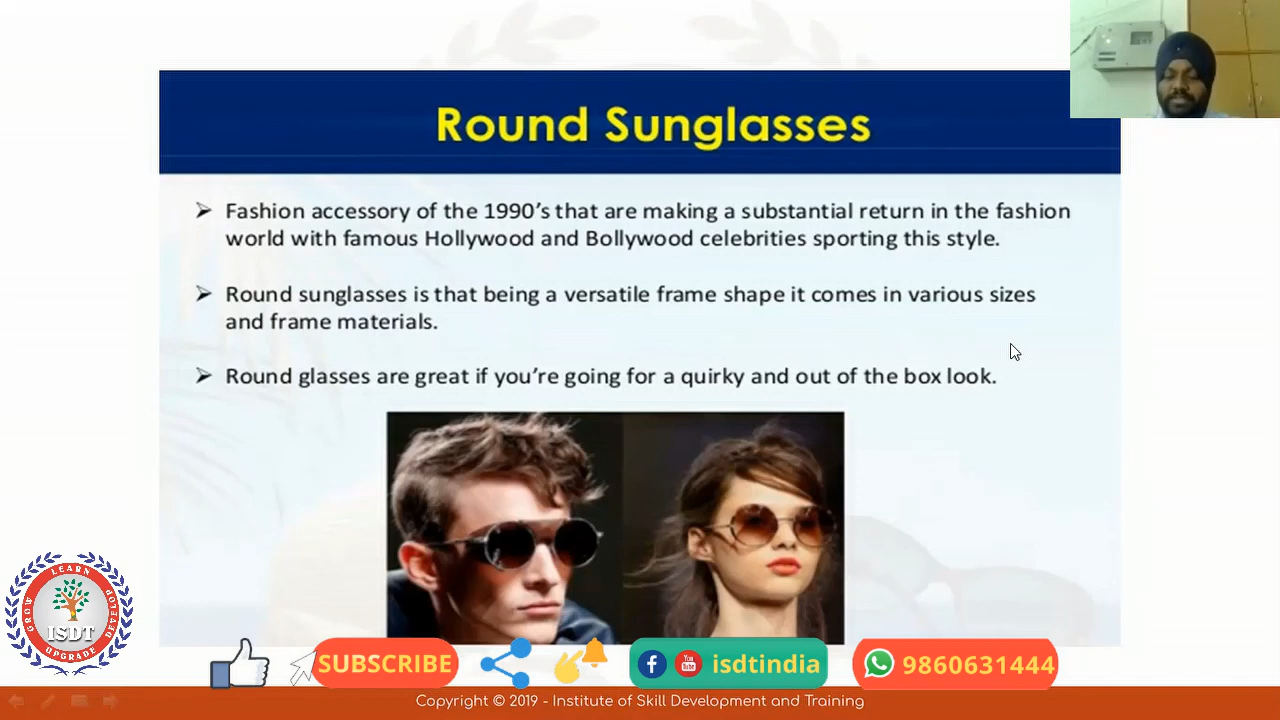 Round Sunglasses
Fashion accessory of the 1990's that are making a substantial return in the fashion
world with famous Hollywood and Bollywood celebrities sporting this style.
Round sunglasses is that being a versatile frame shape it comes in various sizes
and frame materials.
Round glasses are great if you're going for a quirky and out of the box look.
LEARN
GROW
DEVELOP
ISDT
UPGRADE
SUBSCRIBE
You
Tube
isdtindia
9860631444
Copyright © 2019 - Institute of Skill Development and Training